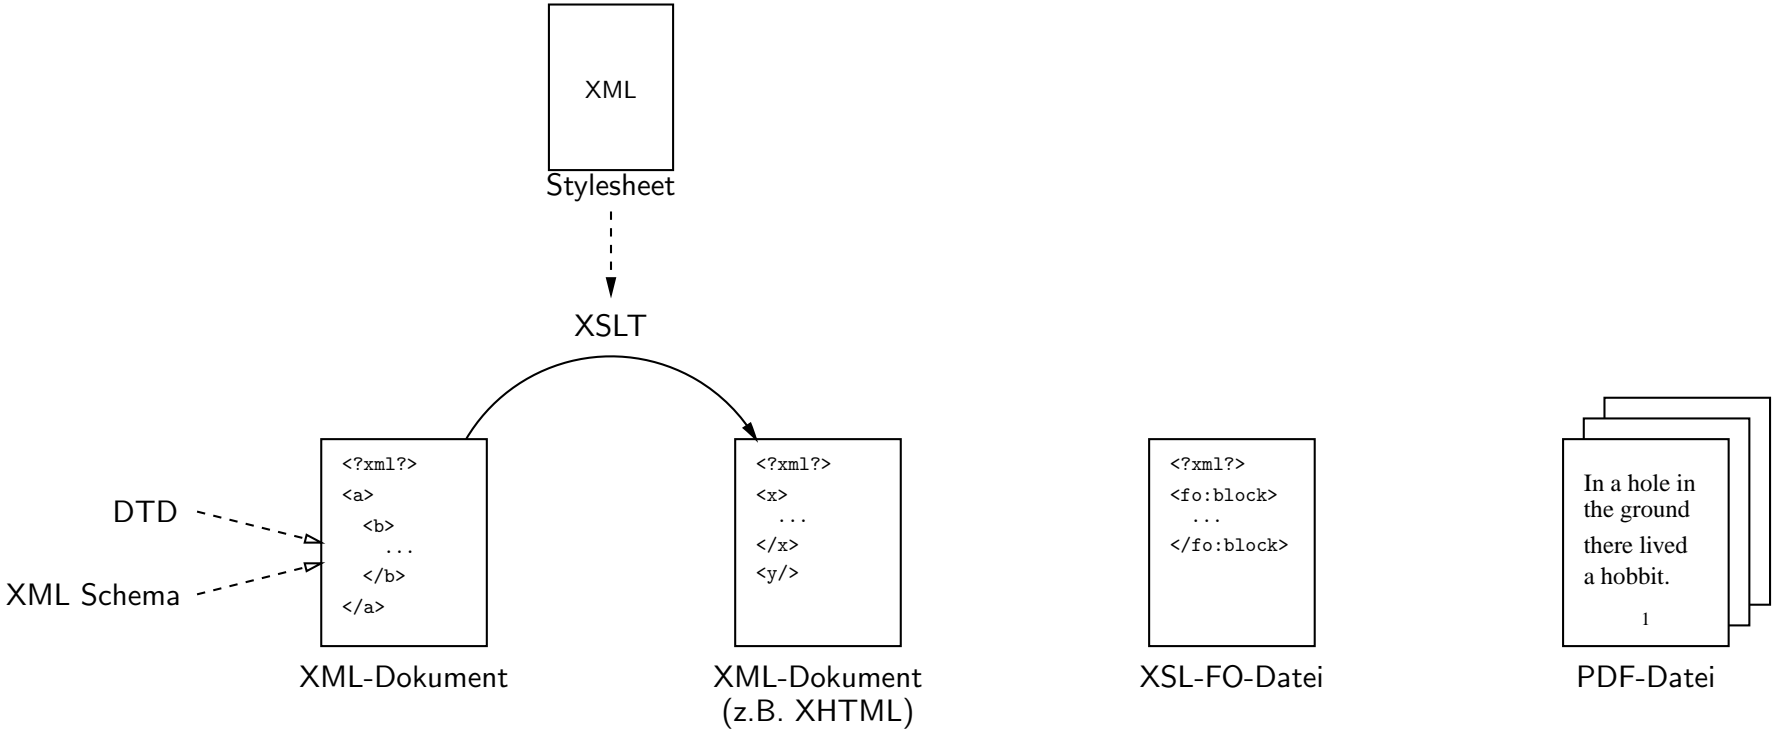 XML
Stylesheet
XSLT
DTD
XML Schema
<?xml?>
<a>
<b>
...
</b>
</a>
XML-Dokument
<?xml?>
<x>
...
</x>
<y/>
XML-Dokument
(z.B. XHTML)
<?xml?>
<fo:block>
...
</fo:block>
XSL-FO-Datei
In a hole in
the ground
there lived
a hobbit.
1
PDF-Datei